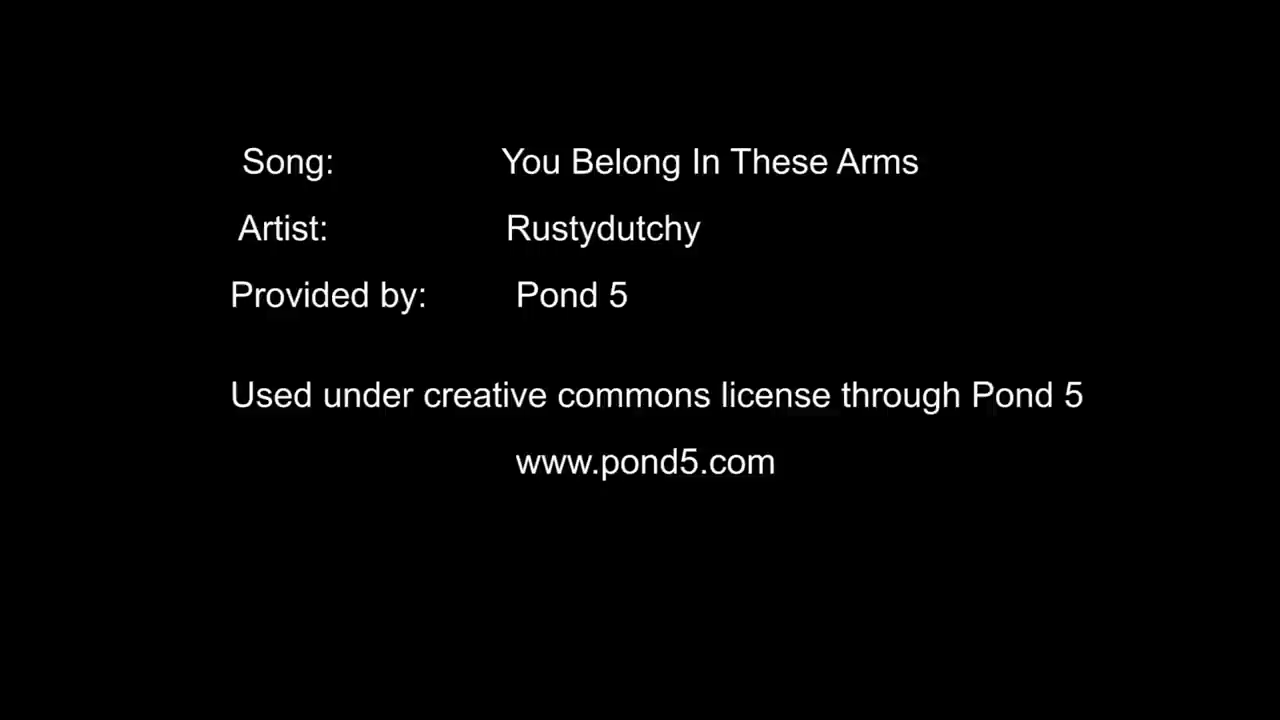 Song: You Belong In These Arms
Artist: Rustydutchy
Provided by: Pond 5
Used under creative commons license through Pond 5
www.pond5.com